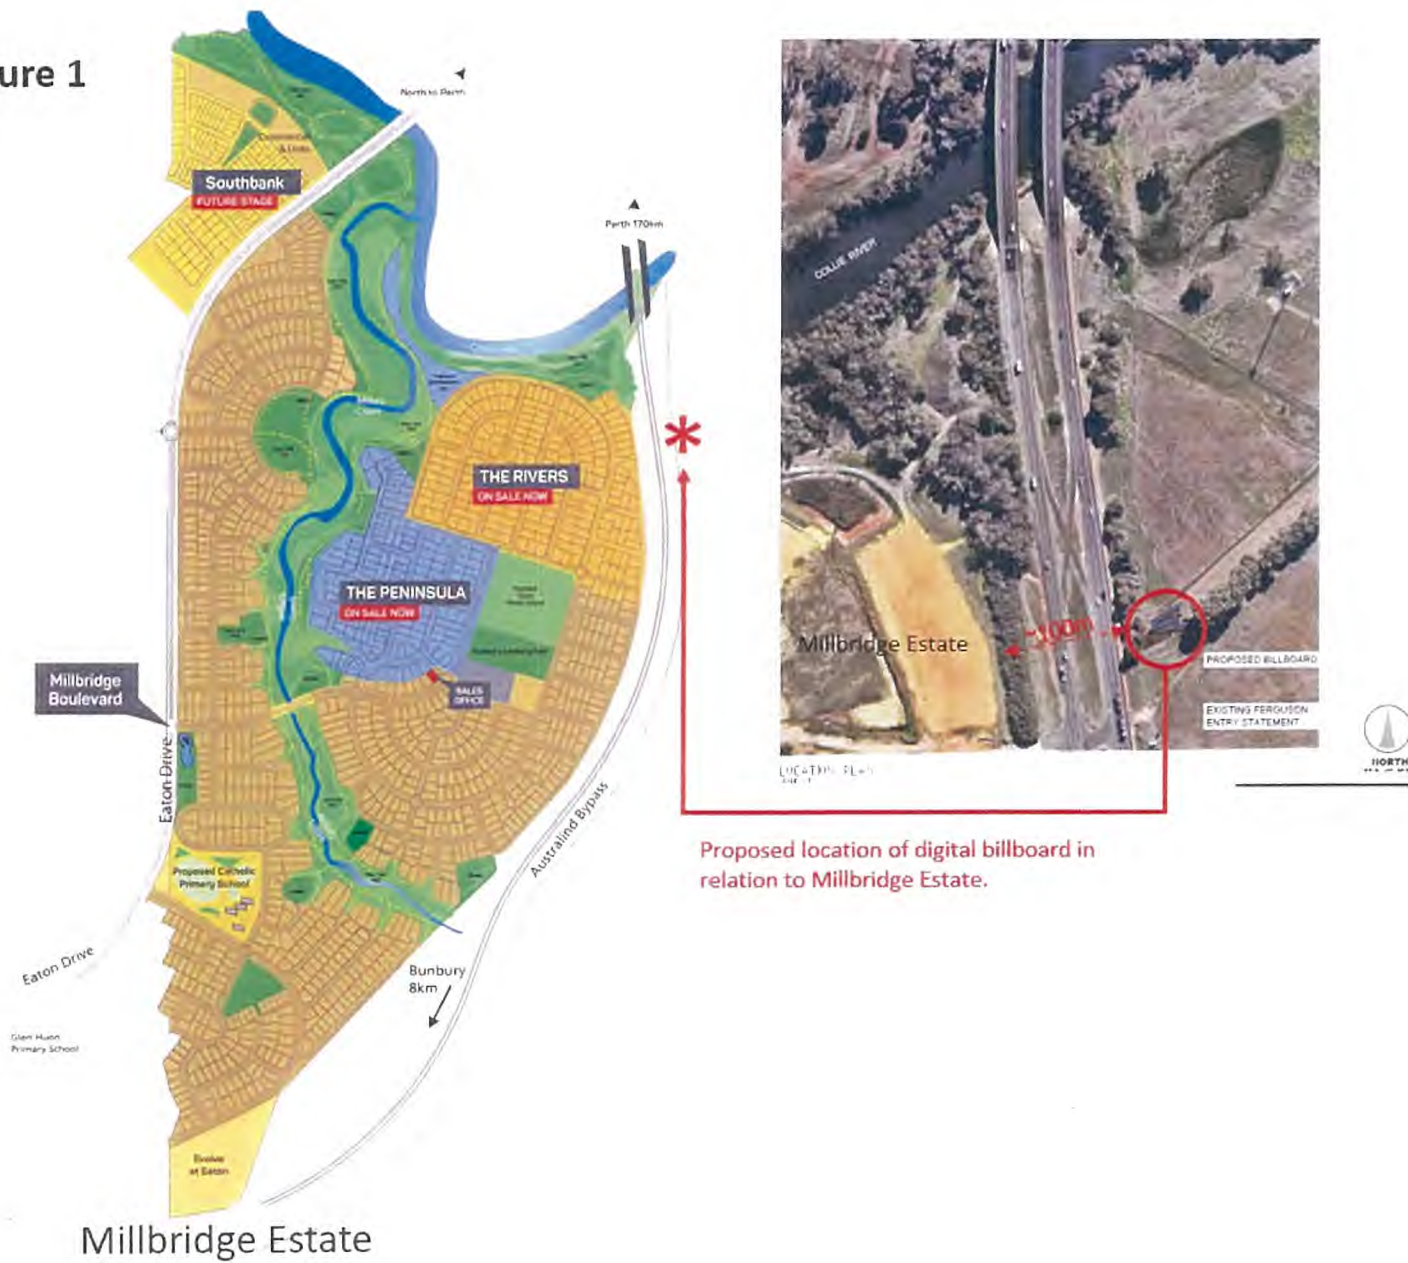 ure 1
North to Perth
Southbank
FUTURE STAGE
Perth 170km
THE RIVERS
ON SALE NOW
THE PENINSULA
ON SALE NOW
SALES
OFFICE
Millbridge
Boulevard
Eaton Drive
Proposed Catholic
Primary School
Australind Bypass
Eaton Drive
Bunbury
8km
Glen Huon
Primary School
Evolve
at Eaton
Millbridge Estate
COLLIE RIVER
Millbridge Estate
~100m
PROPOSED BILLBOARD
EXISTING FERGUSON
ENTRY STATEMENT
LOCATION PLAN
NORTH
Proposed location of digital billboard in
relation to Millbridge Estate.